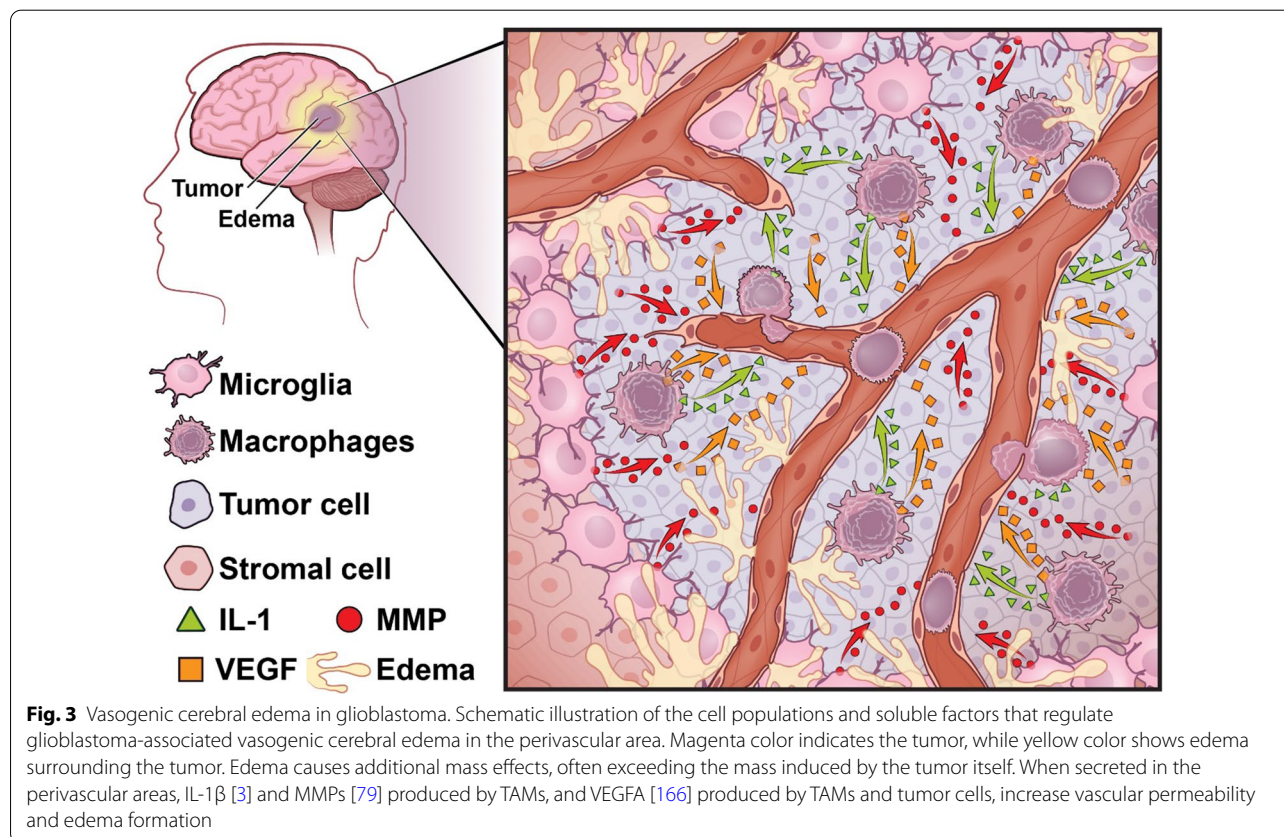 Tumor
Edema
Microglia
Macrophages
Tumor cell
Stromal cell
IL-1 MMP
VEGF Edema
Fig. 3 Vasogenic cerebral edema in glioblastoma. Schematic illustration of the cell populations and soluble factors that regulate
glioblastoma-associated vasogenic cerebral edema in the perivascular area. Magenta color indicates the tumor, while yellow color shows edema
surrounding the tumor. Edema causes additional mass effects, often exceeding the mass induced by the tumor itself. When secreted in the
perivascular areas, IL-1β [3] and MMPs [79] produced by TAMs, and VEGFA [166] produced by TAMs and tumor cells, increase vascular permeability
and edema formation